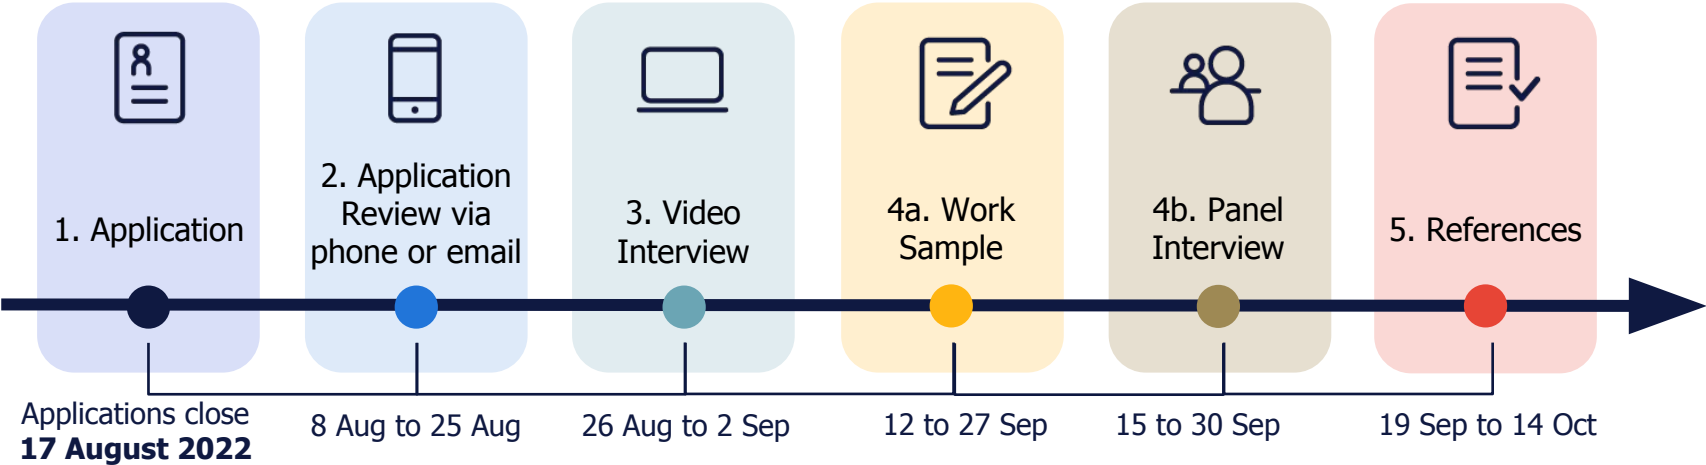 1. Application
2. Application
Review via
phone or email
3. Video
Interview
4a. Work
Sample
4b. Panel
Interview
5. References
Applications close
17 August 2022
8 Aug to 25 Aug
26 Aug to 2 Sep
12 to 27 Sep
15 to 30 Sep
19 Sep to 14 Oct